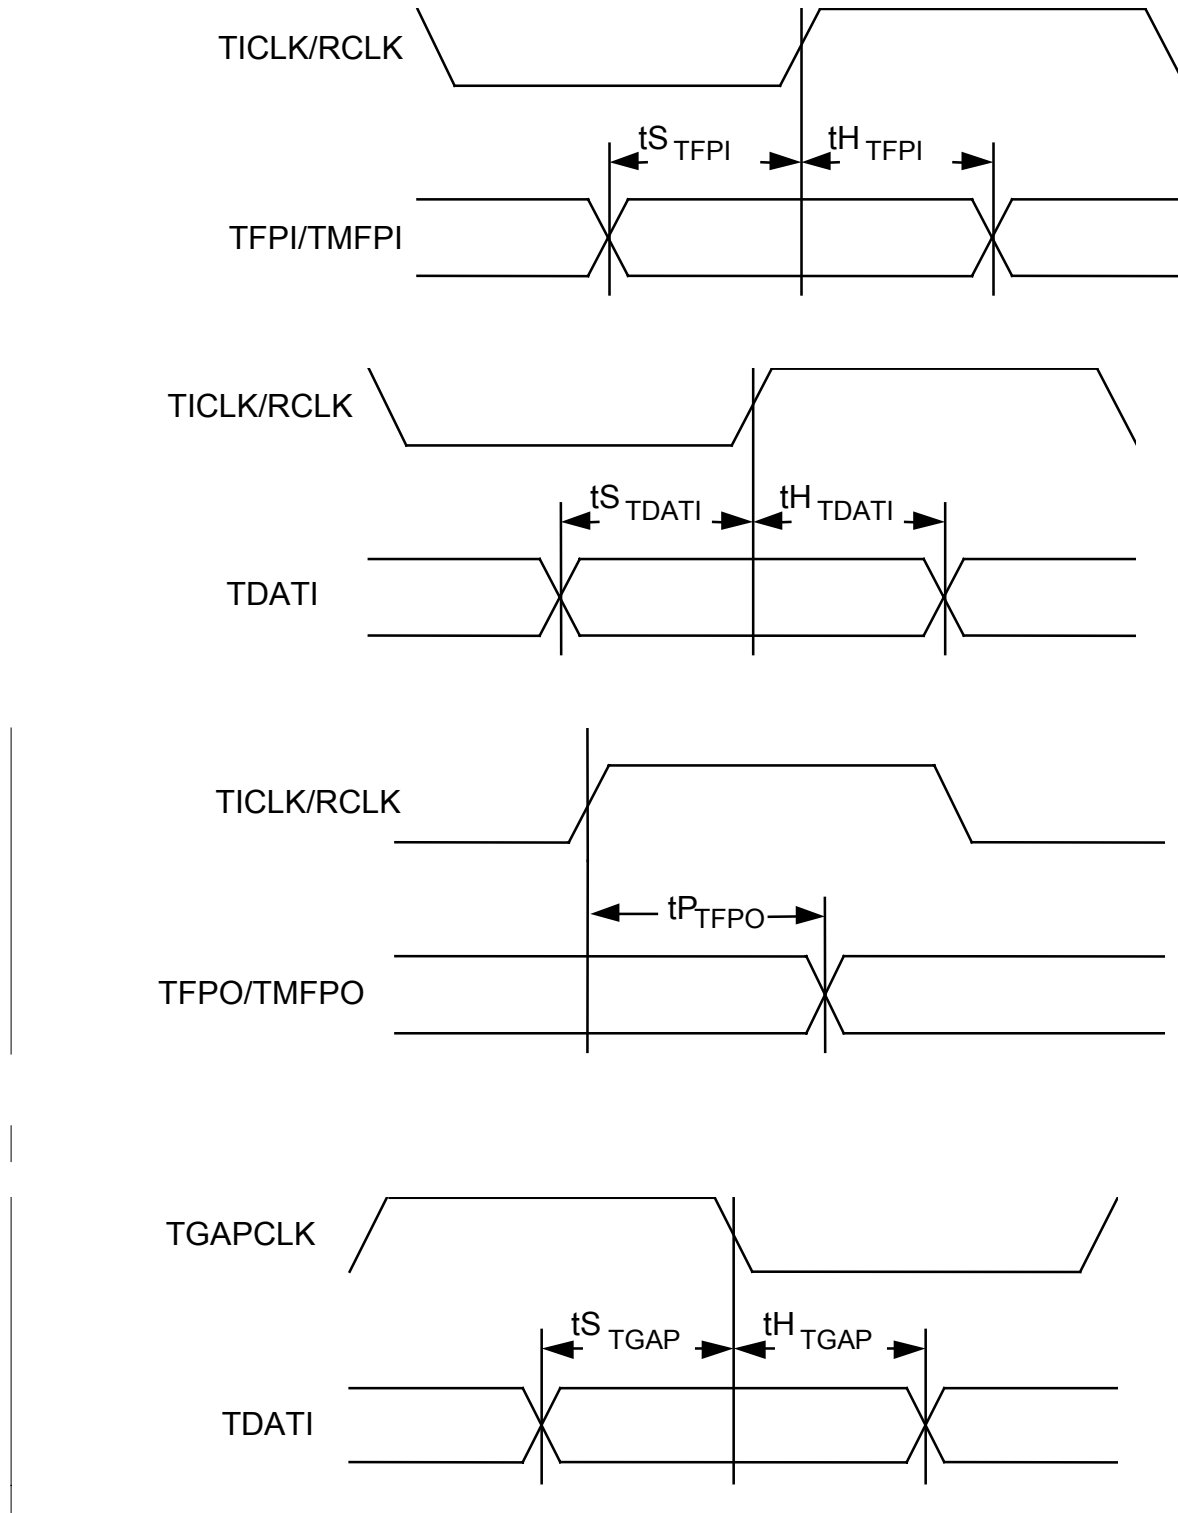 TICLK/RCLK
tS TFPI tH TFPI
TFPI/TMFPI
TICLK/RCLK
tS TDATI tH TDATI
TDATI
TICLK/RCLK
tPTFPO
TFPO/TMFPO
TGAPCLK
tS TGAP tH TGAP
TDATI